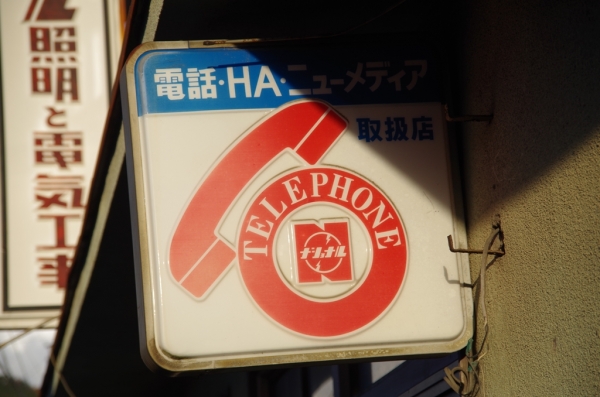 照明と電気工事
電話・HA・ニューメディア
取扱店
TELEPHONE
ナショナル